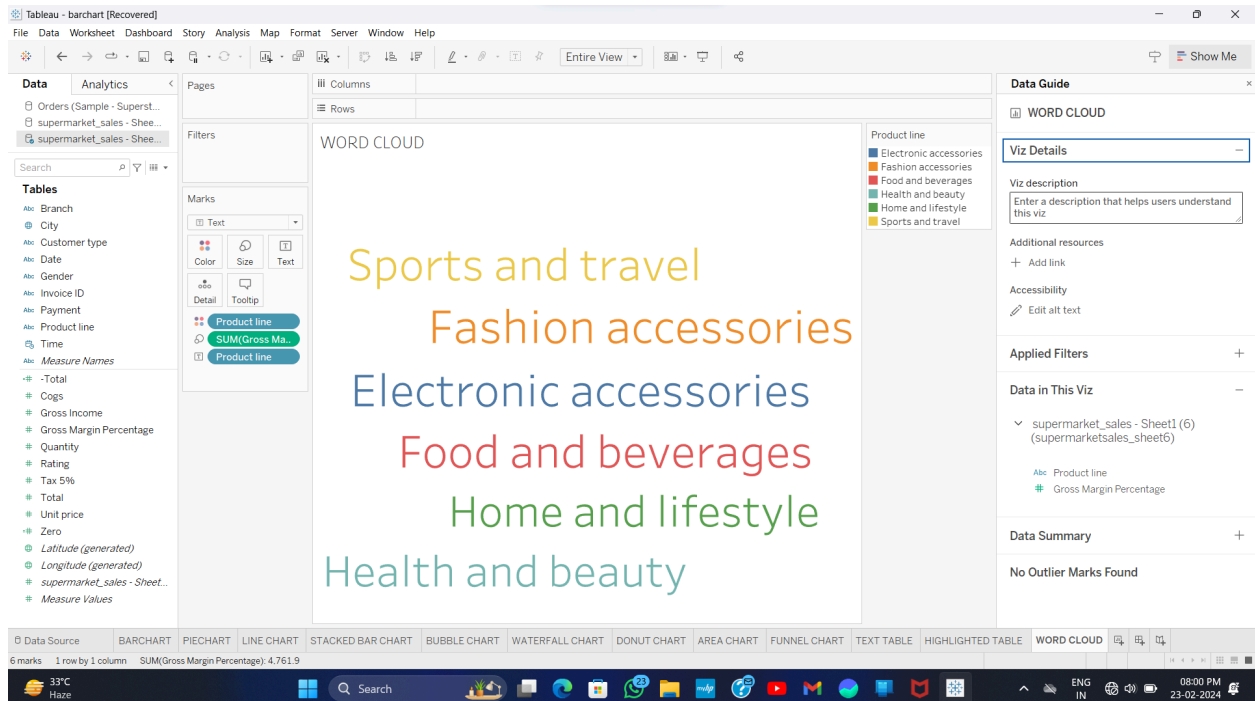 Tableau - barchart [Recovered]
File Data Worksheet Dashboard Story Analysis Map Format Server Window Help
Entire View
Show Me
Data Analytics
Orders (Sample - Superst...
supermarket_sales - Shee...
supermarket_sales - Shee...
Search
Tables
Abc Branch
City
Abc Customer type
Abc Date
Abc Gender
Abc Invoice ID
Abc Payment
Abc Product line
Time
Abc Measure Names
=# -Total
# Cogs
# Gross Income
# Gross Margin Percentage
# Quantity
# Rating
# Tax 5%
# Total
# Unit price
=# Zero
Latitude (generated)
Longitude (generated)
# supermarket_sales - Sheet...
# Measure Values
Pages
Filters
Marks
Text
Color Size Text
Detail Tooltip
Product line
SUM(Gross Ma..
Product line
Columns
Rows
WORD CLOUD
Sports and travel
Fashion accessories
Electronic accessories
Food and beverages
Home and lifestyle
Health and beauty
Product line
Electronic accessories
Fashion accessories
Food and beverages
Health and beauty
Home and lifestyle
Sports and travel
Data Guide
WORD CLOUD
Viz Details
Viz description
Enter a description that helps users understand
this viz
Additional resources
+ Add link
Accessibility
Edit alt text
Applied Filters
Data in This Viz
supermarket_sales - Sheet1 (6)
(supermarketsales_sheet6)
Abc Product line
# Gross Margin Percentage
Data Summary
No Outlier Marks Found
Data Source BARCHART PIECHART LINE CHART STACKED BAR CHART BUBBLE CHART WATERFALL CHART DONUT CHART AREA CHART FUNNEL CHART TEXT TABLE HIGHLIGHTED TABLE WORD CLOUD
6 marks 1 row by 1 column SUM(Gross Margin Percentage): 4.761.9
33°C
Haze
Search
23
ENG
IN
08:00 PM
23-02-2024